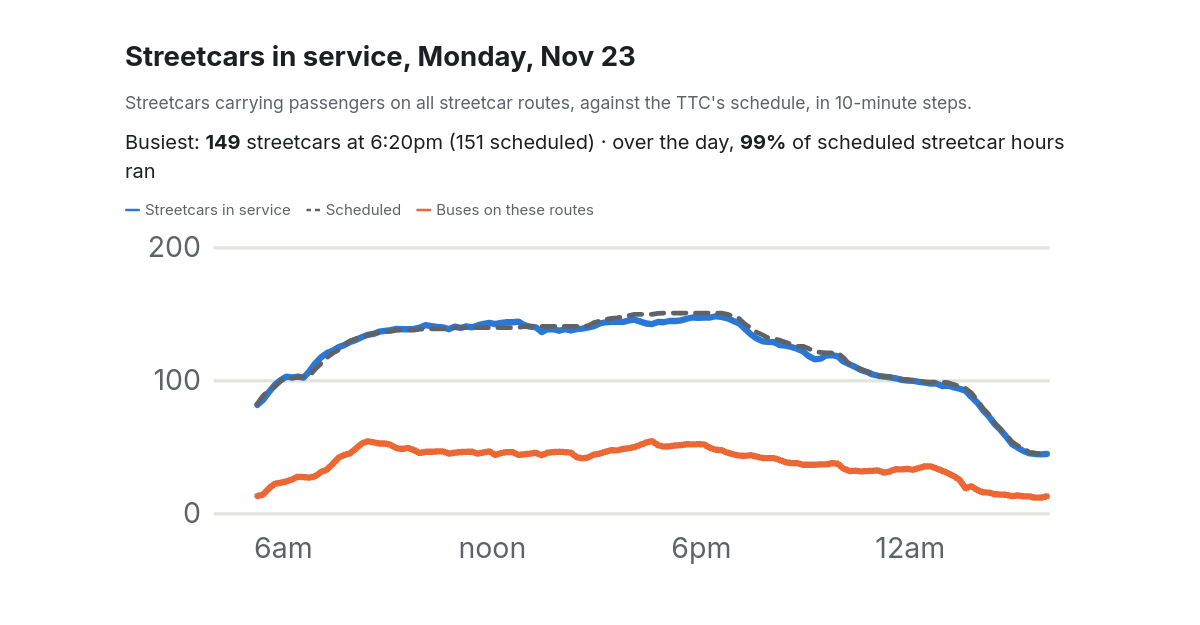 Streetcars in service, Monday, Nov 23
Streetcars carrying passengers on all streetcar routes, against the TTC's schedule, in 10-minute steps.
Busiest: 149 streetcars at 6:20pm (151 scheduled) · over the day, 99% of scheduled streetcar hours
ran
Streetcars in service Scheduled Buses on these routes
200
100
0
6am noon 6pm 12am